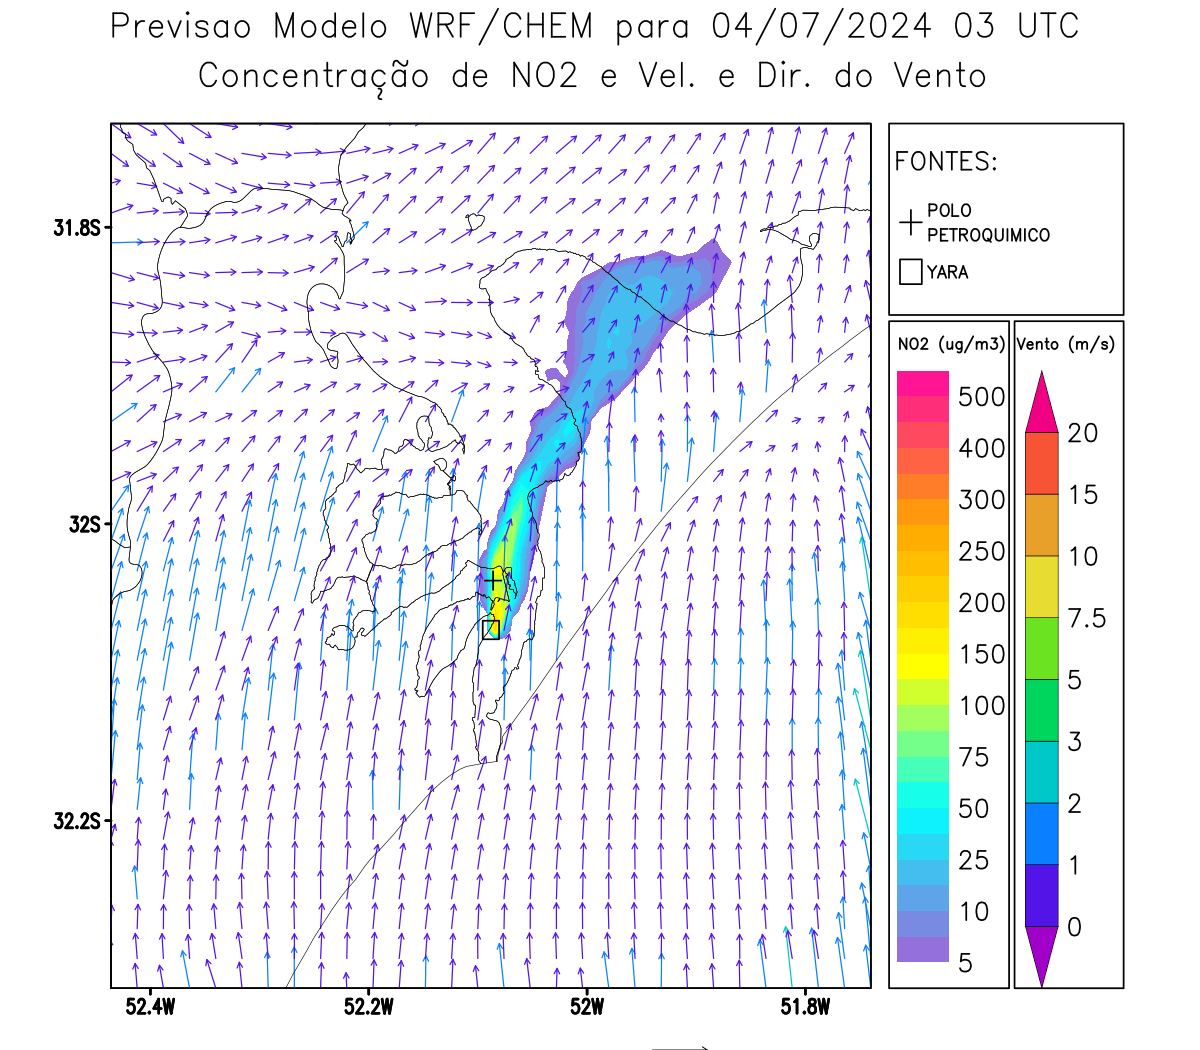 Previsao Modelo WRF/CHEM para 04/07/2024 03 UTC
Concentração de NO2 e Vel. e Dir. do Vento
FONTES:
POLO
PETROQUIMICO
YARA
NO2 (ug/m3)
500
400
300
250
200
150
100
75
50
25
10
5
Vento (m/s)
20
15
10
7.5
5
3
2
1
0
31.8S
32S
32.2S
52.4W
52.2W
52W
51.8W